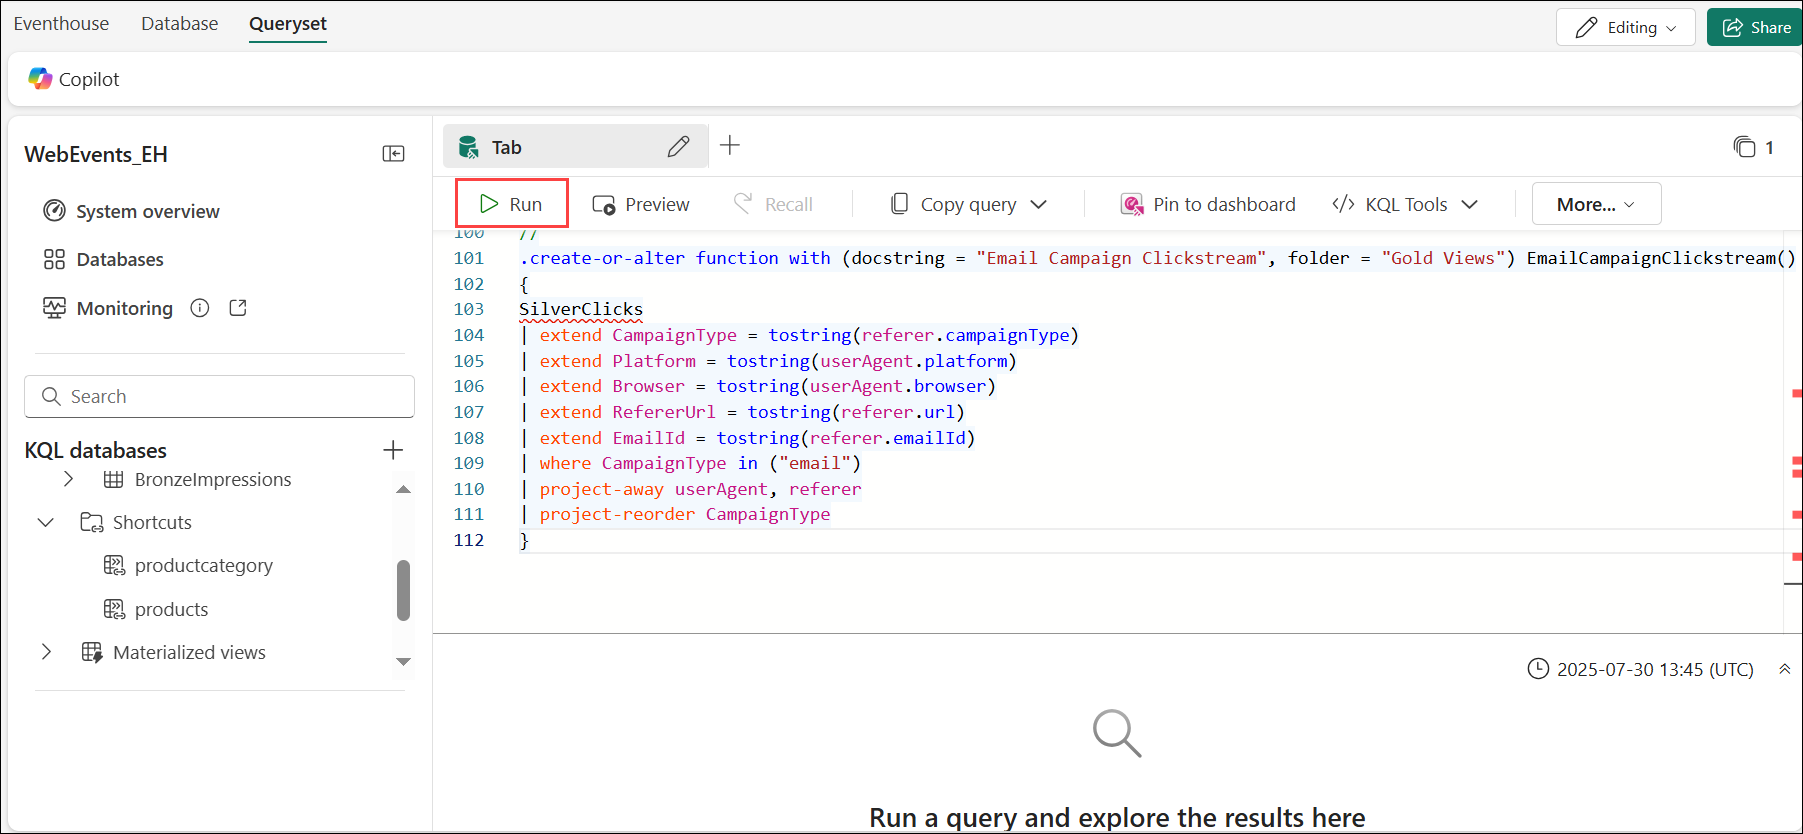 Eventhouse Database Queryset Editing Share
Copilot
WebEvents_EH
System overview
Databases
Monitoring
Search
KQL databases
BronzeImpressions
Shortcuts
productcategory
products
Materialized views
Tab
1
Run Preview Recall Copy query Pin to dashboard KQL Tools More...
100 //
101 .create-or-alter function with (docstring = "Email Campaign Clickstream", folder = "Gold Views") EmailCampaignClickstream()
102 {
103 SilverClicks
104 | extend CampaignType = tostring(referer.campaignType)
105 | extend Platform = tostring(userAgent.platform)
106 | extend Browser = tostring(userAgent.browser)
107 | extend RefererUrl = tostring(referer.url)
108 | extend EmailId = tostring(referer.emailId)
109 | where CampaignType in ("email")
110 | project-away userAgent, referer
111 | project-reorder CampaignType
112 }
2025-07-30 13:45 (UTC)
Run a query and explore the results here